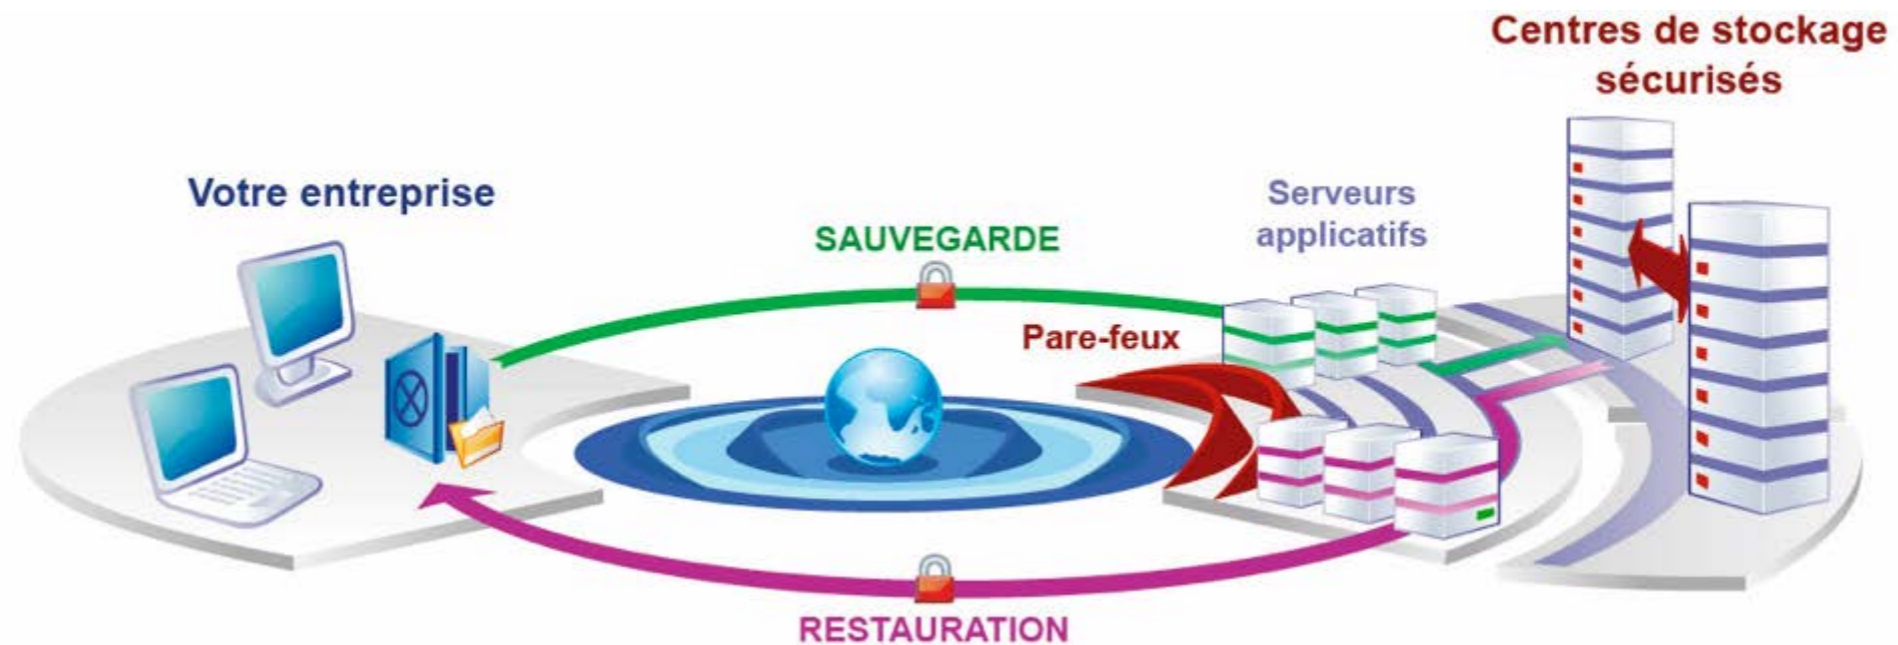 Centres de stockage
sécurisés
Votre entreprise
SAUVEGARDE
Serveurs
applicatifs
Pare-feux
RESTAURATION